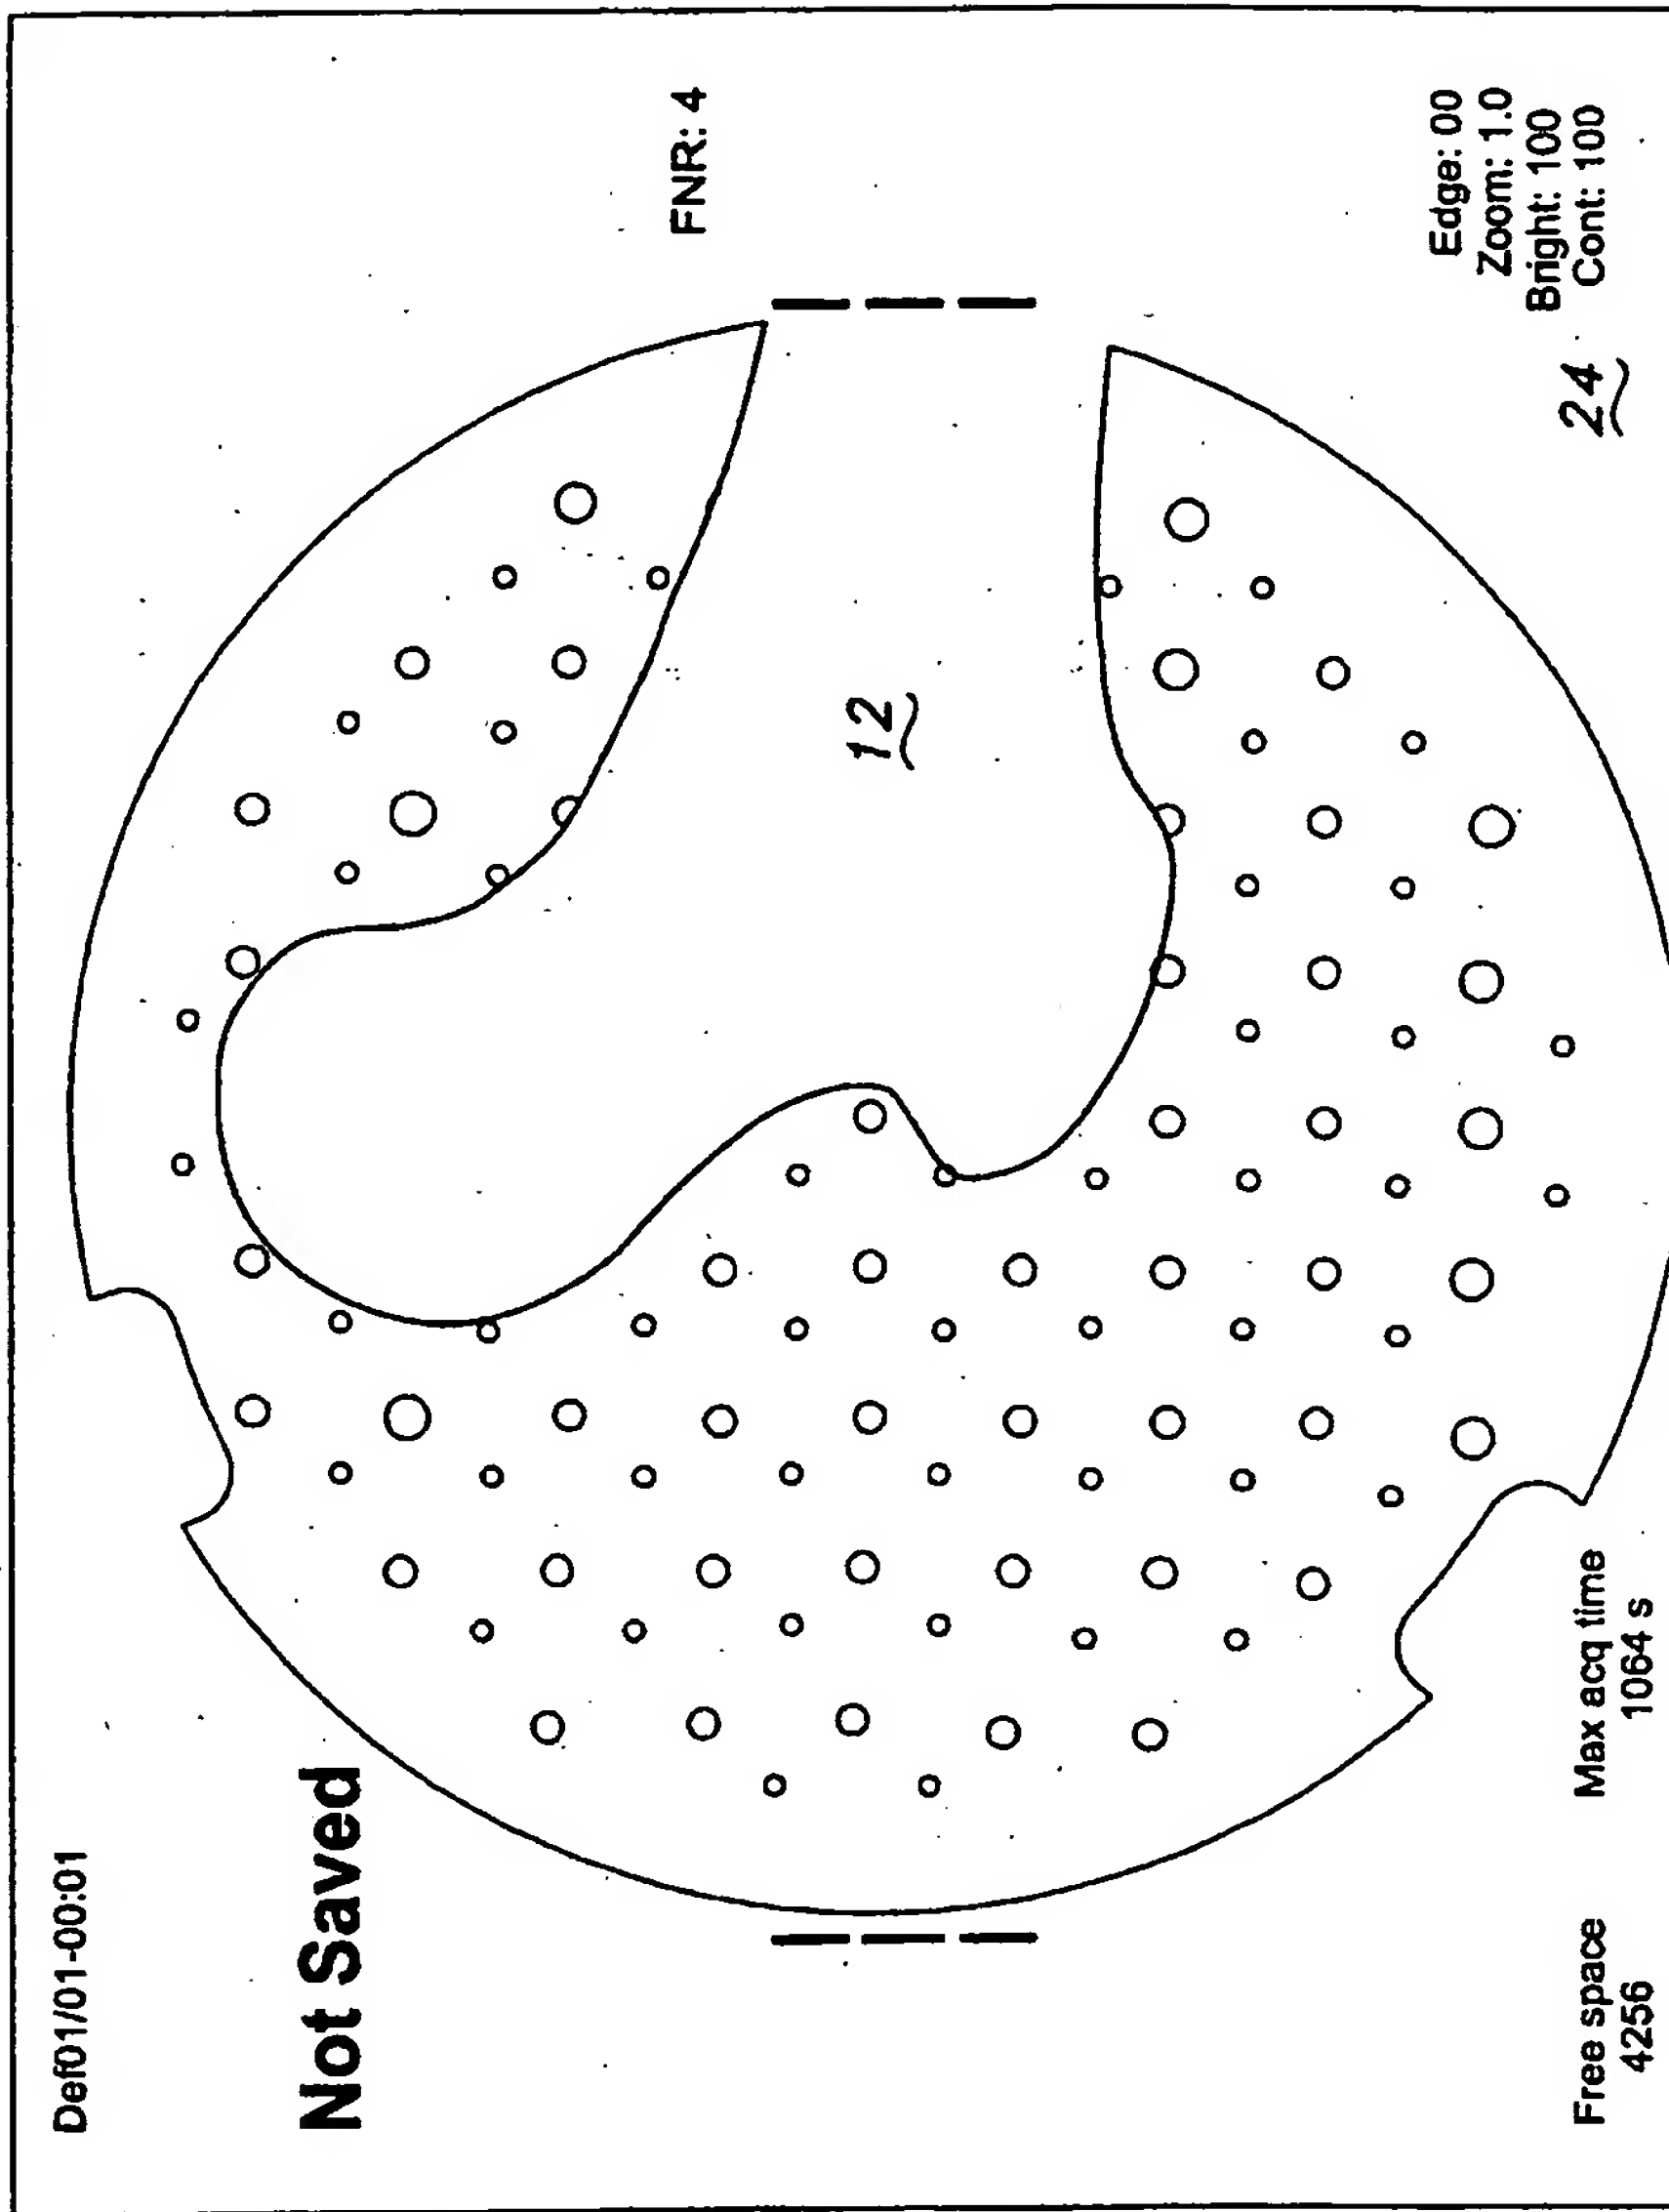 Def01/01-00:01
Not Saved
FNR: 4
12
Edge: 00
Zoom: 1.0
Bright: 100
Cont: 100
24
Free space
4256
Max acq time
1064 s